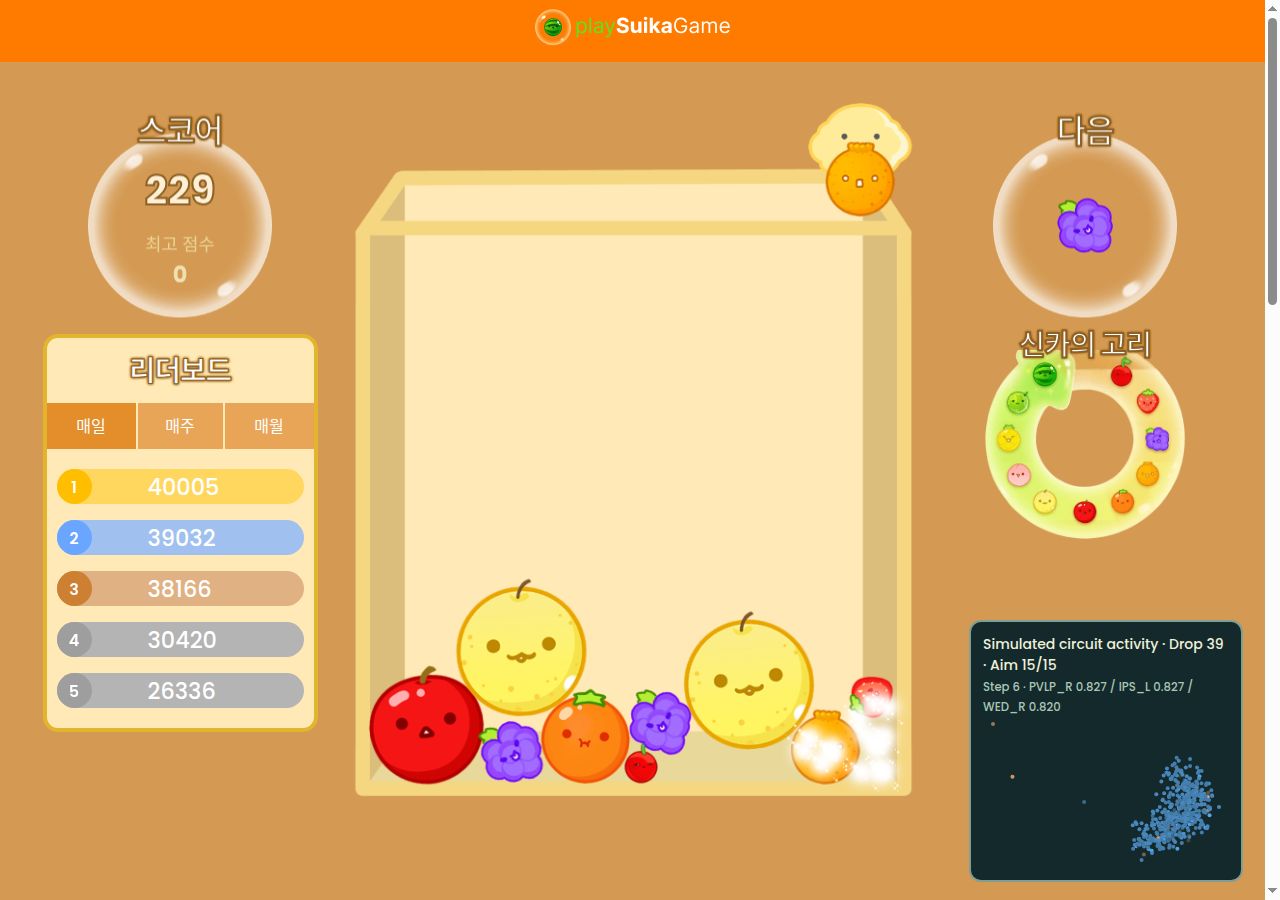 playSuikaGame
스코어
229
최고 점수
0
다음
신카의 고리
리더보드
매일 매주 매월
1 40005
2 39032
3 38166
4 30420
5 26336
Simulated circuit activity · Drop 39
· Aim 15/15
Step 6 · PVLP_R 0.827 / IPS_L 0.827 /
WED_R 0.820